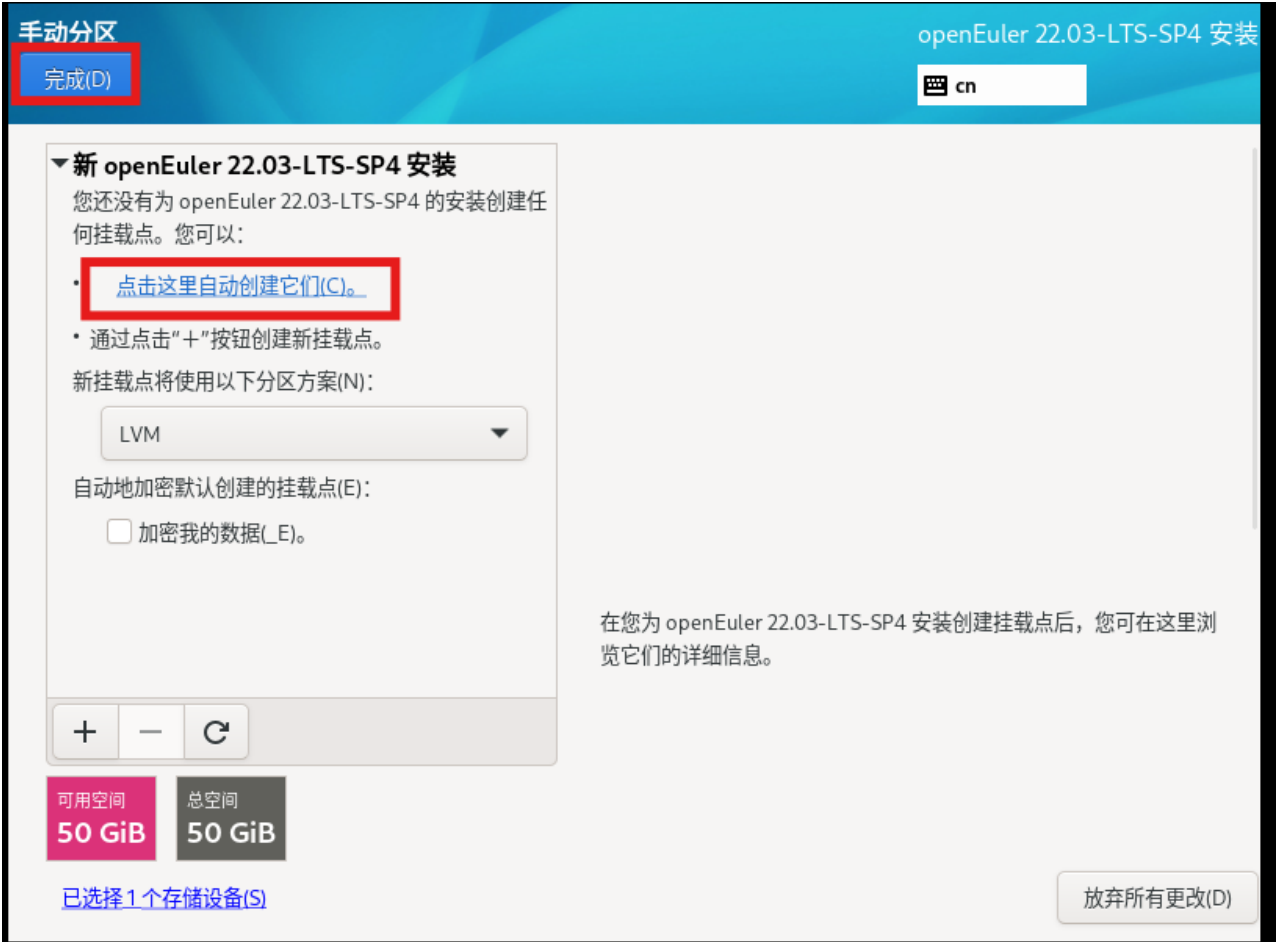 手动分区
openEuler 22.03-LTS-SP4 安装
完成(D)
cn
新 openEuler 22.03-LTS-SP4 安装
您还没有为 openEuler 22.03-LTS-SP4 的安装创建任
何挂载点。您可以：
• 点击这里自动创建它们(C)。
• 通过点击“＋”按钮创建新挂载点。
新挂载点将使用以下分区方案(N)：
LVM
自动地加密默认创建的挂载点(E)：
加密我的数据(_E)。
在您为 openEuler 22.03-LTS-SP4 安装创建挂载点后，您可在这里浏
览它们的详细信息。
可用空间
50 GiB
总空间
50 GiB
已选择 1 个存储设备(S)
放弃所有更改(D)